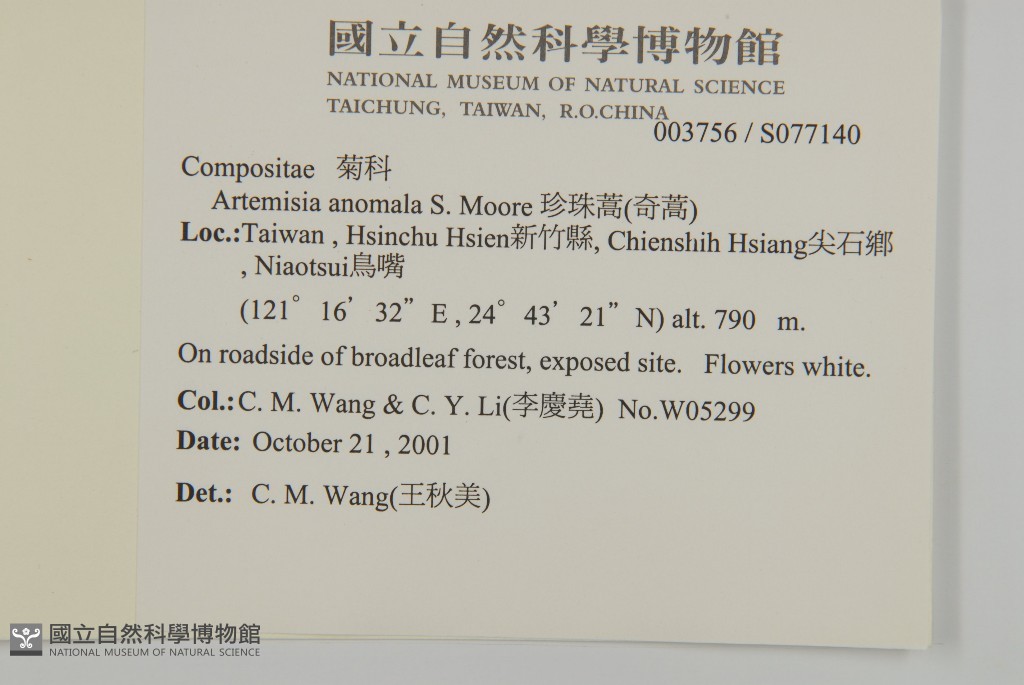 國立自然科學博物館
NATIONAL MUSEUM OF NATURAL SCIENCE
TAICHUNG, TAIWAN, R.O.CHINA
003756 / S077140
Compositae 菊科
Artemisia anomala S. Moore 珍珠蒿(奇蒿)
Loc.:Taiwan , Hsinchu Hsien新竹縣, Chienshih Hsiang尖石鄉
, Niaotsui鳥嘴
(121° 16’ 32” E , 24° 43’ 21” N) alt. 790 m.
On roadside of broadleaf forest, exposed site. Flowers white.
Col.: C. M. Wang & C. Y. Li(李慶堯) No.W05299
Date: October 21 , 2001
Det.: C. M. Wang(王秋美)
國立自然科學博物館
NATIONAL MUSEUM OF NATURAL SCIENCE